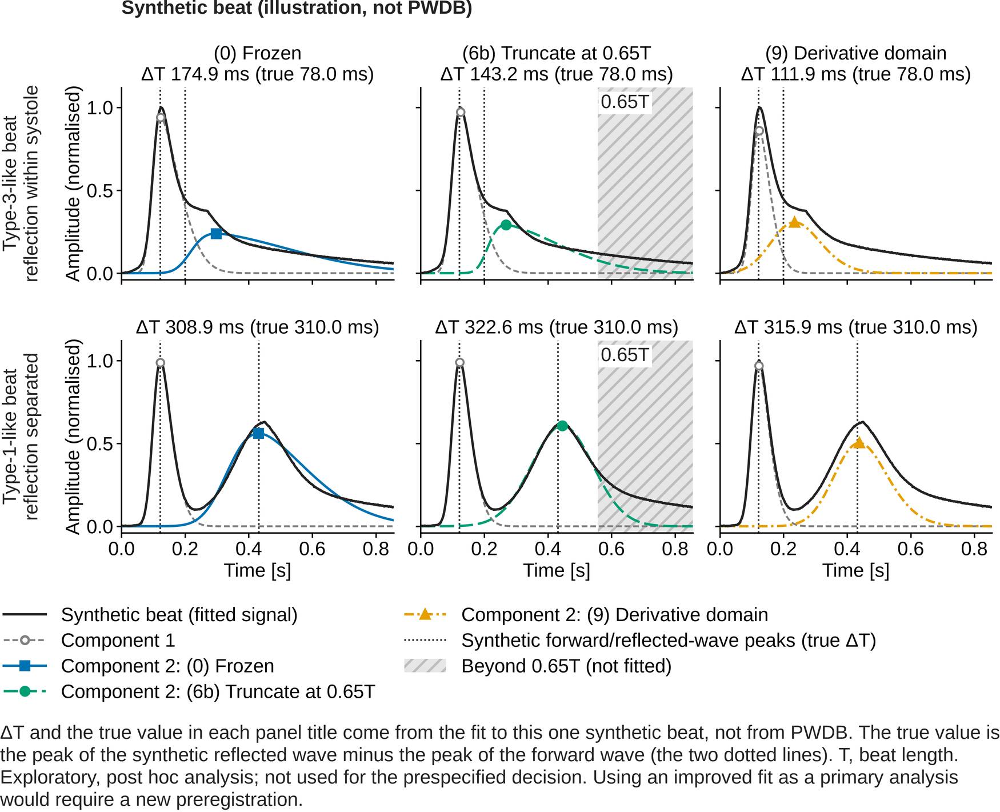 Synthetic beat (illustration, not PWDB)
(0) Frozen
ΔT 174.9 ms (true 78.0 ms)
(6b) Truncate at 0.65T
ΔT 143.2 ms (true 78.0 ms)
(9) Derivative domain
ΔT 111.9 ms (true 78.0 ms)
Type-3-like beat
reflection within systole
Amplitude (normalised)
1.0
0.5
0.0
0.65T
ΔT 308.9 ms (true 310.0 ms)
ΔT 322.6 ms (true 310.0 ms)
ΔT 315.9 ms (true 310.0 ms)
Type-1-like beat
reflection separated
Amplitude (normalised)
1.0
0.5
0.0
0.65T
0.0 0.2 0.4 0.6 0.8
0.0 0.2 0.4 0.6 0.8
0.0 0.2 0.4 0.6 0.8
Time [s]
Time [s]
Time [s]
Synthetic beat (fitted signal)
Component 1
Component 2: (0) Frozen
Component 2: (6b) Truncate at 0.65T
Component 2: (9) Derivative domain
Synthetic forward/reflected-wave peaks (true ΔT)
Beyond 0.65T (not fitted)
ΔT and the true value in each panel title come from the fit to this one synthetic beat, not from PWDB. The true value is
the peak of the synthetic reflected wave minus the peak of the forward wave (the two dotted lines). T, beat length.
Exploratory, post hoc analysis; not used for the prespecified decision. Using an improved fit as a primary analysis
would require a new preregistration.